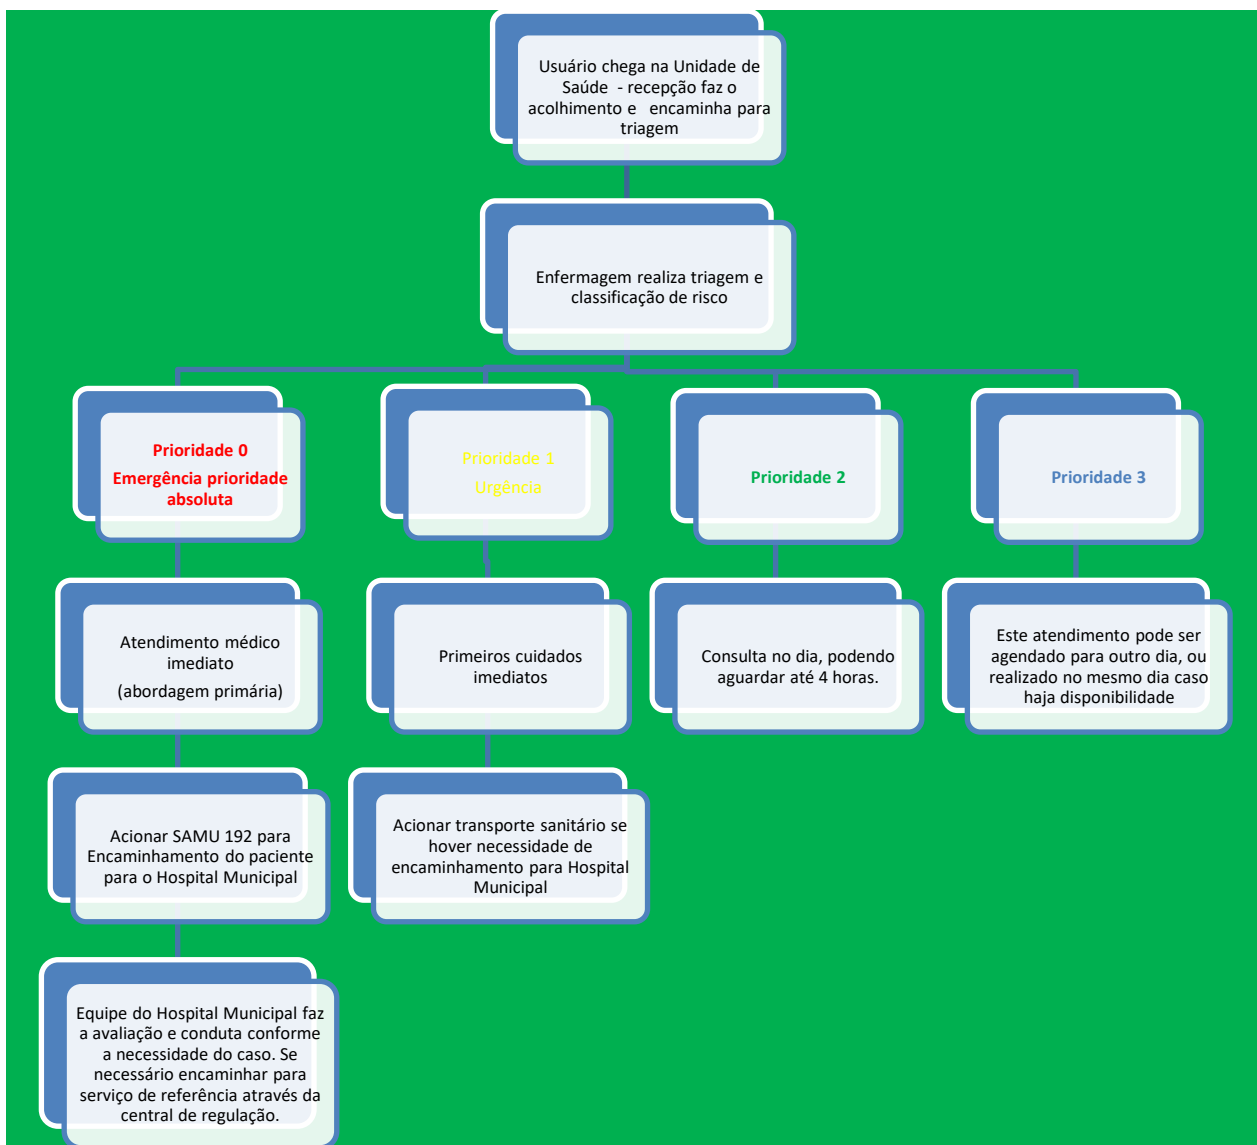 Usuário chega na Unidade de
Saúde - recepção faz o
acolhimento e encaminha para
triagem
Enfermagem realiza triagem e
classificação de risco
Prioridade 0
Emergência prioridade
absoluta
Prioridade 1
Urgência
Prioridade 2
Prioridade 3
Atendimento médico
imediato
(abordagem primária)
Primeiros cuidados
imediatos
Consulta no dia, podendo
aguardar até 4 horas.
Este atendimento pode ser
agendado para outro dia, ou
realizado no mesmo dia caso
haja disponibilidade
Acionar SAMU 192 para
Encaminhamento do paciente
para o Hospital Municipal
Acionar transporte sanitário se
hover necessidade de
encaminhamento para Hospital
Municipal
Equipe do Hospital Municipal faz
a avaliação e conduta conforme
a necessidade do caso. Se
necessário encaminhar para
serviço de referência através da
central de regulação.